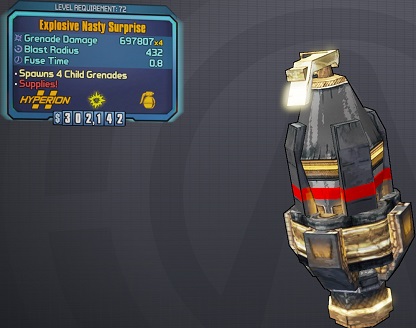 LEVEL REQUIREMENT: 72
Explosive Nasty Surprise
Grenade Damage 697807x4
Blast Radius 432
Fuse Time 0.8
• Spawns 4 Child Grenades
• Supplies!
HYPERION
$302,142